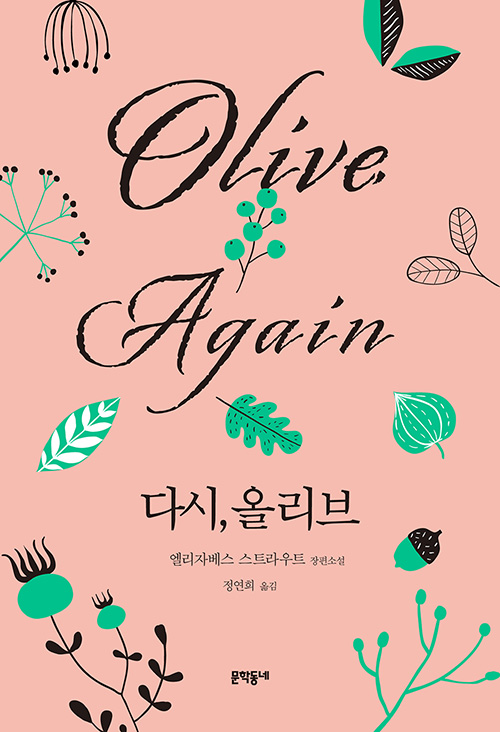 Olive,
Again
다시, 올리브
엘리자베스 스트라우트 장편소설
정연희 옮김
문학동네